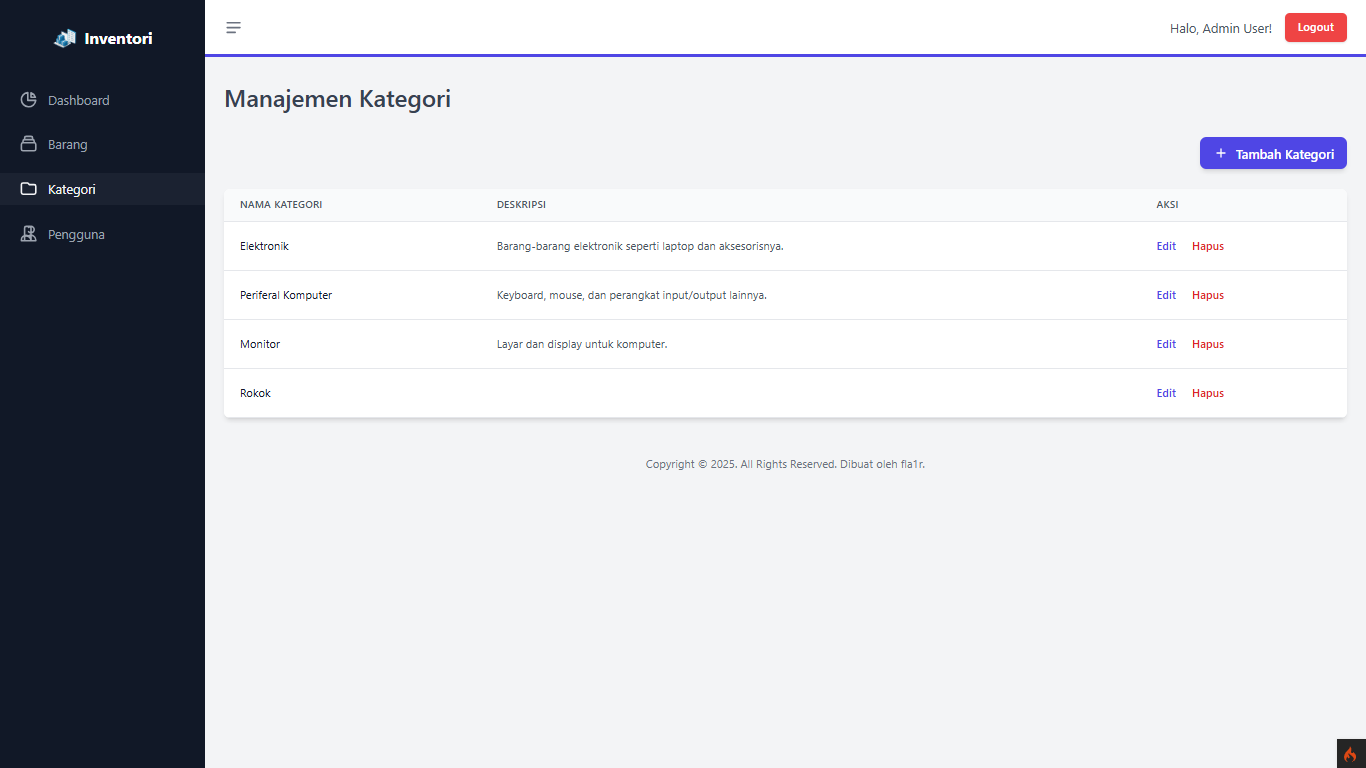 Inventori
Halo, Admin User!
Logout
Dashboard
Barang
Kategori
Pengguna
Manajemen Kategori
+ Tambah Kategori
NAMA KATEGORI DESKRIPSI AKSI
Elektronik Barang-barang elektronik seperti laptop dan aksesorisnya. Edit Hapus
Periferal Komputer Keyboard, mouse, dan perangkat input/output lainnya. Edit Hapus
Monitor Layar dan display untuk komputer. Edit Hapus
Rokok Edit Hapus
Copyright © 2025. All Rights Reserved. Dibuat oleh fla1r.